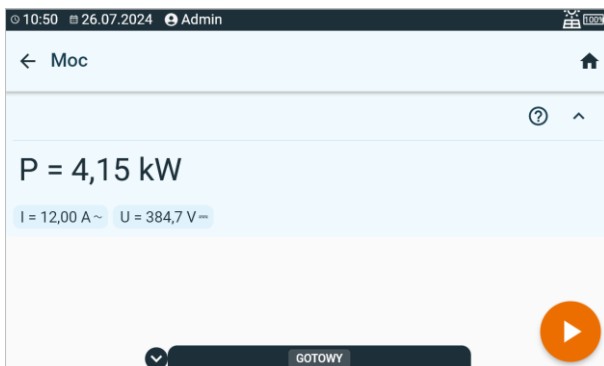 10:50 26.07.2024 Admin 100%
← Moc
P = 4,15 kW
I = 12,00 A ~ U = 384,7 V ⎓
GOTOWY